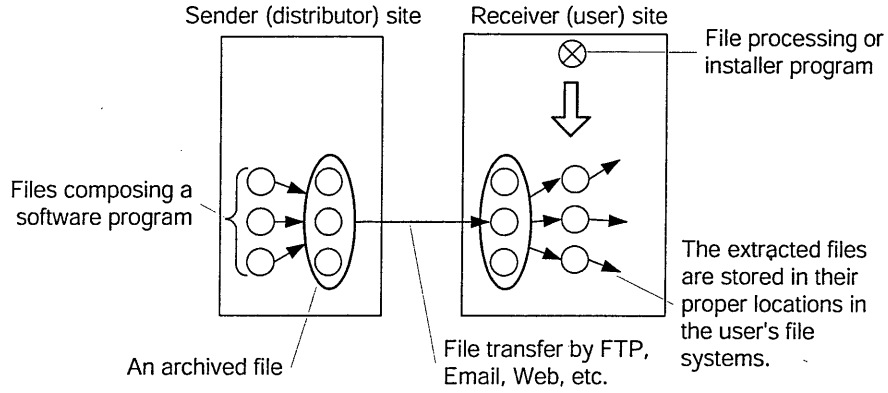 Sender (distributor) site
Receiver (user) site
File processing or
installer program
Files composing a
software program
The extracted files
are stored in their
proper locations in
the user's file
systems.
An archived file
File transfer by FTP,
Email, Web, etc.